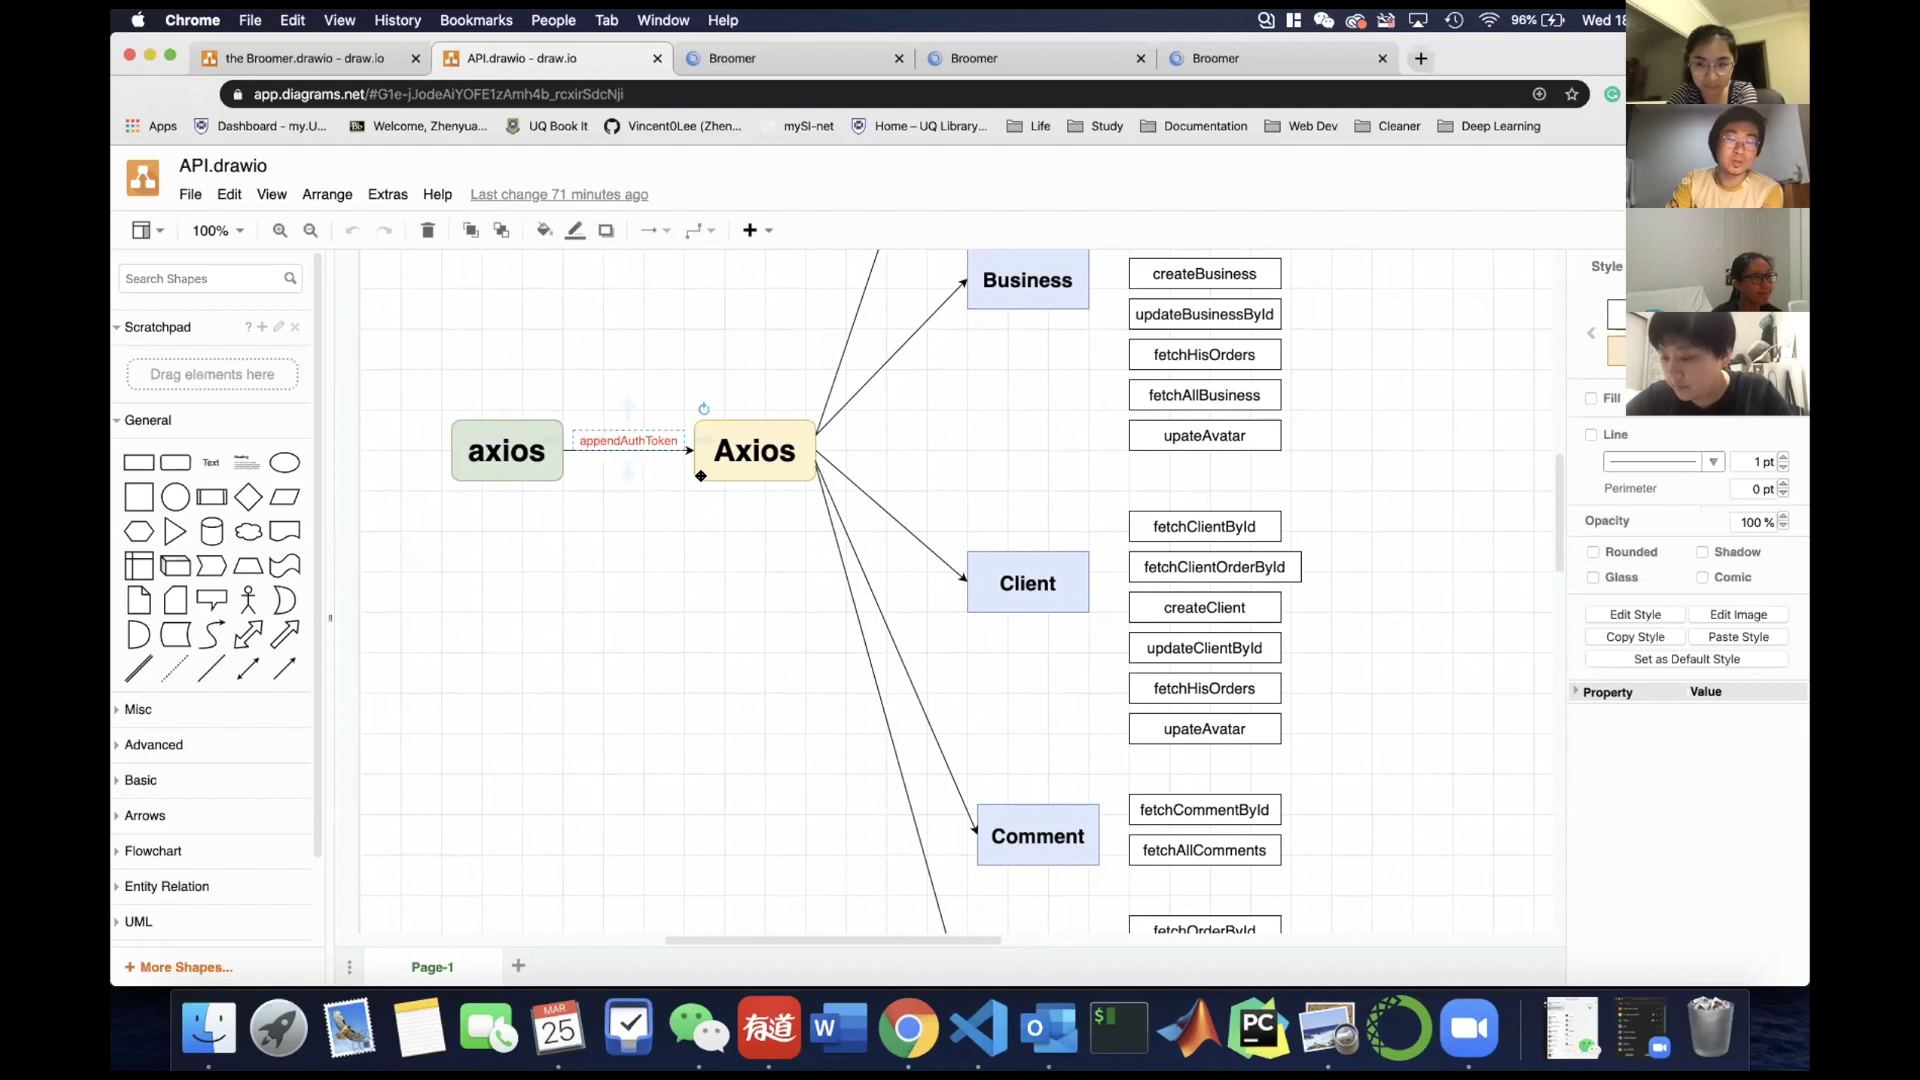 Chrome File Edit View History Bookmarks People Tab Window Help 96% Wed 18
the Broomer.drawio - draw.io
API.drawio - draw.io
Broomer
Broomer
Broomer
app.diagrams.net/#G1e-jJodeAiYOFE1zAmh4b_rcxirSdcNji
Apps Dashboard - my.U... Bb Welcome, Zhenyua... UQ Book It Vincent0Lee (Zhen... mySI-net Home – UQ Library... Life Study Documentation Web Dev Cleaner Deep Learning
API.drawio
File Edit View Arrange Extras Help Last change 71 minutes ago
100%
Search Shapes
Scratchpad
?
Drag elements here
General
Text
Heading
Misc
Advanced
Basic
Arrows
Flowchart
Entity Relation
UML
+ More Shapes...
axios
appendAuthToken
Axios
Business
createBusiness
updateBusinessById
fetchHisOrders
fetchAllBusiness
upateAvatar
Client
fetchClientById
fetchClientOrderById
createClient
updateClientById
fetchHisOrders
upateAvatar
Comment
fetchCommentById
fetchAllComments
fetchOrderById
Page-1
Style
Fill
Line
1 pt
Perimeter 0 pt
Opacity 100 %
Rounded Shadow
Glass Comic
Edit Style Edit Image
Copy Style Paste Style
Set as Default Style
Property Value
MAR
25
有道
W
O
$
PC